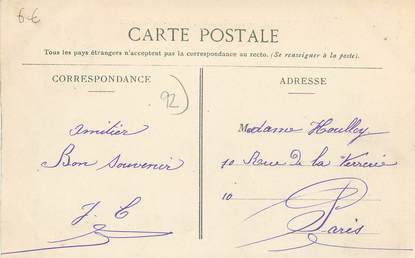 6 €
CARTE POSTALE
Tous les pays étrangers n'acceptent pas la correspondance au recto. (Se renseigner à la poste).
CORRESPONDANCE
92
Amitiés
Bon Souvenir
J. C
ADRESSE
Madame Houlley
10 Rue de la Verrerie
10
Paris